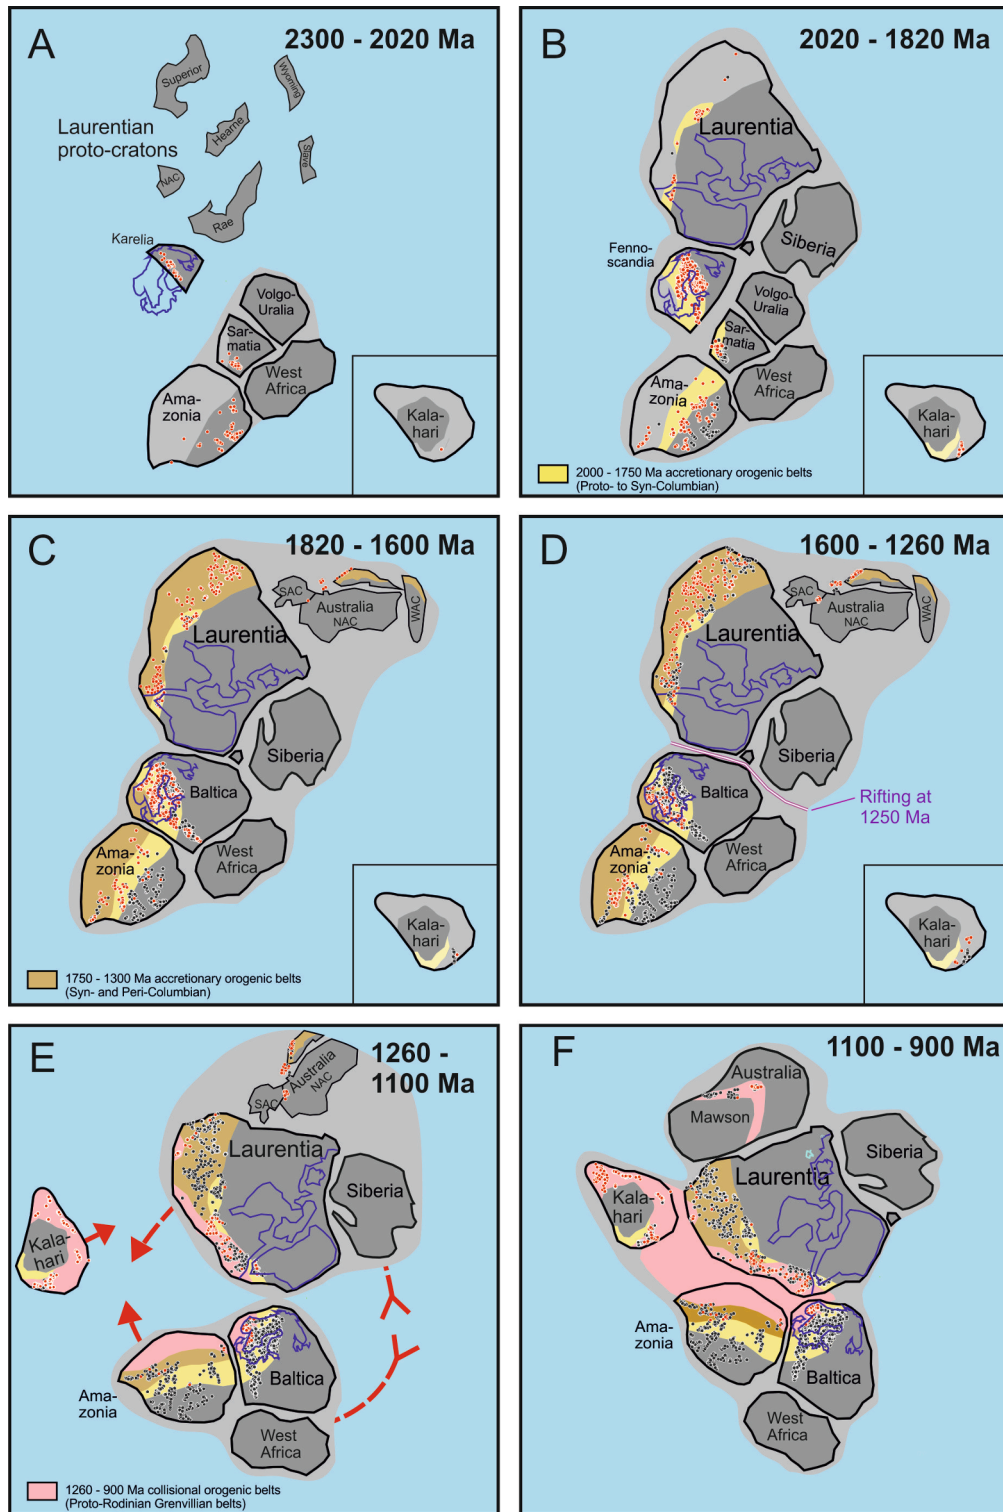 A
2300 - 2020 Ma
Superior
Wyoming
Laurentian
proto-cratons
Hearne
Slave
NAC
Rae
Karelia
Volgo-
Uralia
Sar-
matia
West
Africa
Ama-
zonia
Kala-
hari
B
2020 - 1820 Ma
Laurentia
Siberia
Fenno-
scandia
Volgo-
Uralia
Sar-
matia
West
Africa
Ama-
zonia
Kala-
hari
2000 - 1750 Ma accretionary orogenic belts
(Proto- to Syn-Columbian)
C
1820 - 1600 Ma
SAC
Australia
NAC
WAC
Laurentia
Siberia
Baltica
Ama-
zonia
West
Africa
Kala-
hari
1750 - 1300 Ma accretionary orogenic belts
(Syn- and Peri-Columbian)
D
1600 - 1260 Ma
SAC
Australia
NAC
WAC
Laurentia
Siberia
Baltica
Rifting at
1250 Ma
Ama-
zonia
West
Africa
Kala-
hari
E
1260 -
1100 Ma
Australia
NAC
SAC
Laurentia
Siberia
Kala-
hari
Baltica
Ama-
zonia
West
Africa
1260 - 900 Ma collisional orogenic belts
(Proto-Rodinian Grenvillian belts)
F
1100 - 900 Ma
Australia
Mawson
Siberia
Laurentia
Kala-
hari
Ama-
zonia
Baltica
West
Africa